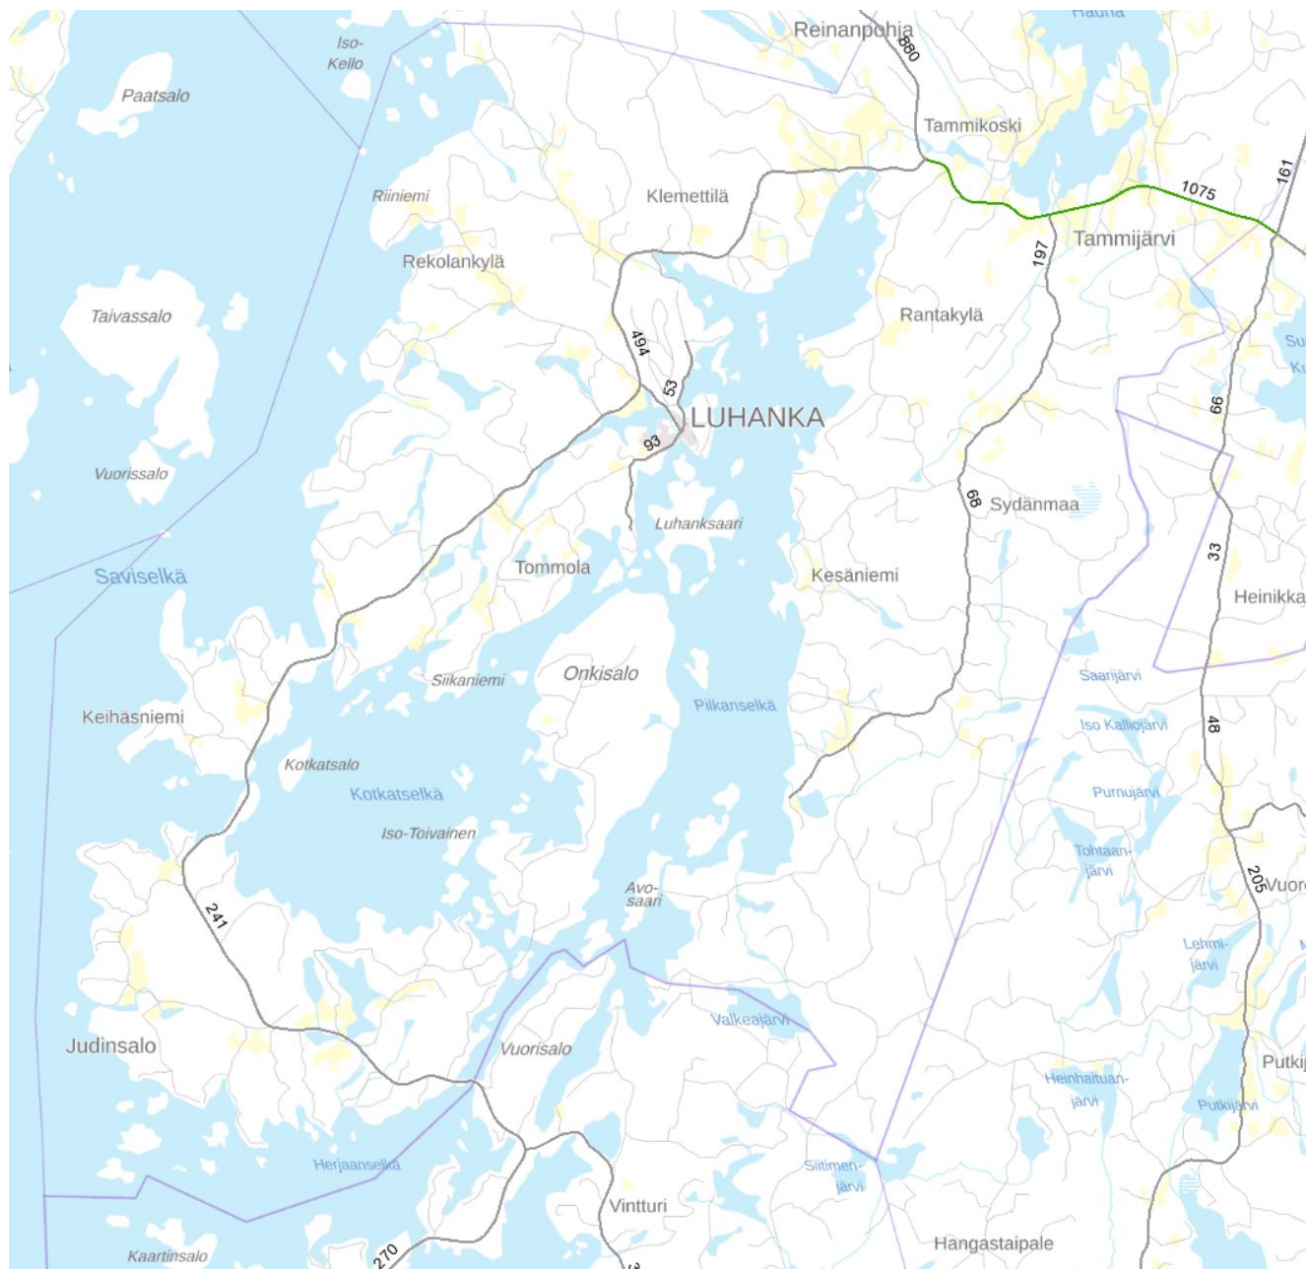 Hauha
Reinanpohja
880
Iso-
Kello
Paatsalo
Tammikoski
161
Klemettilä
1075
Riiniemi
Tammijärvi
197
Rekolankylä
Taivassalo
Rantakylä
494
53
66
LUHANKA
93
Vuorissalo
68
Sydänmaa
Luhanksaari
33
Saviselkä
Tommola
Kesäniemi
Heinikka
Onkisalo
Siikaniemi
Saarijärvi
Pilkanselkä
Keihäsniemi
Iso Kalliojärvi
48
Kotkatsalo
Kotkatselkä
Purnujärvi
Iso-Toivainen
Tohtaan-
järvi
205
Avo-
saari
241
Lehmi-
järvi
Valkeajärvi
Judinsalo
Vuorisalo
Putkij
Heinhaituan-
järvi
Putkijärvi
Herjaanselkä
Siitimen-
järvi
Vintturi
Hangastaipale
Kaartinsalo
270